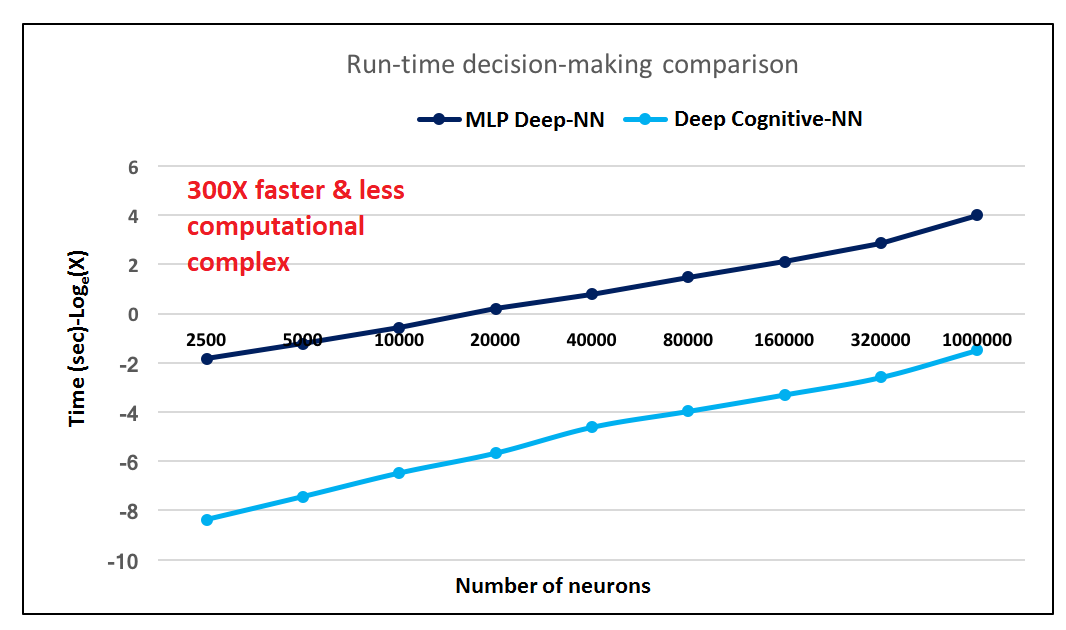 Run-time decision-making comparison
MLP Deep-NN Deep Cognitive-NN
300X faster & less
computational
complex
6
4
2
0
-2
-4
-6
-8
-10
Time (sec)-Logₑ(X)
2500 5000 10000 20000 40000 80000 160000 320000 1000000
Number of neurons